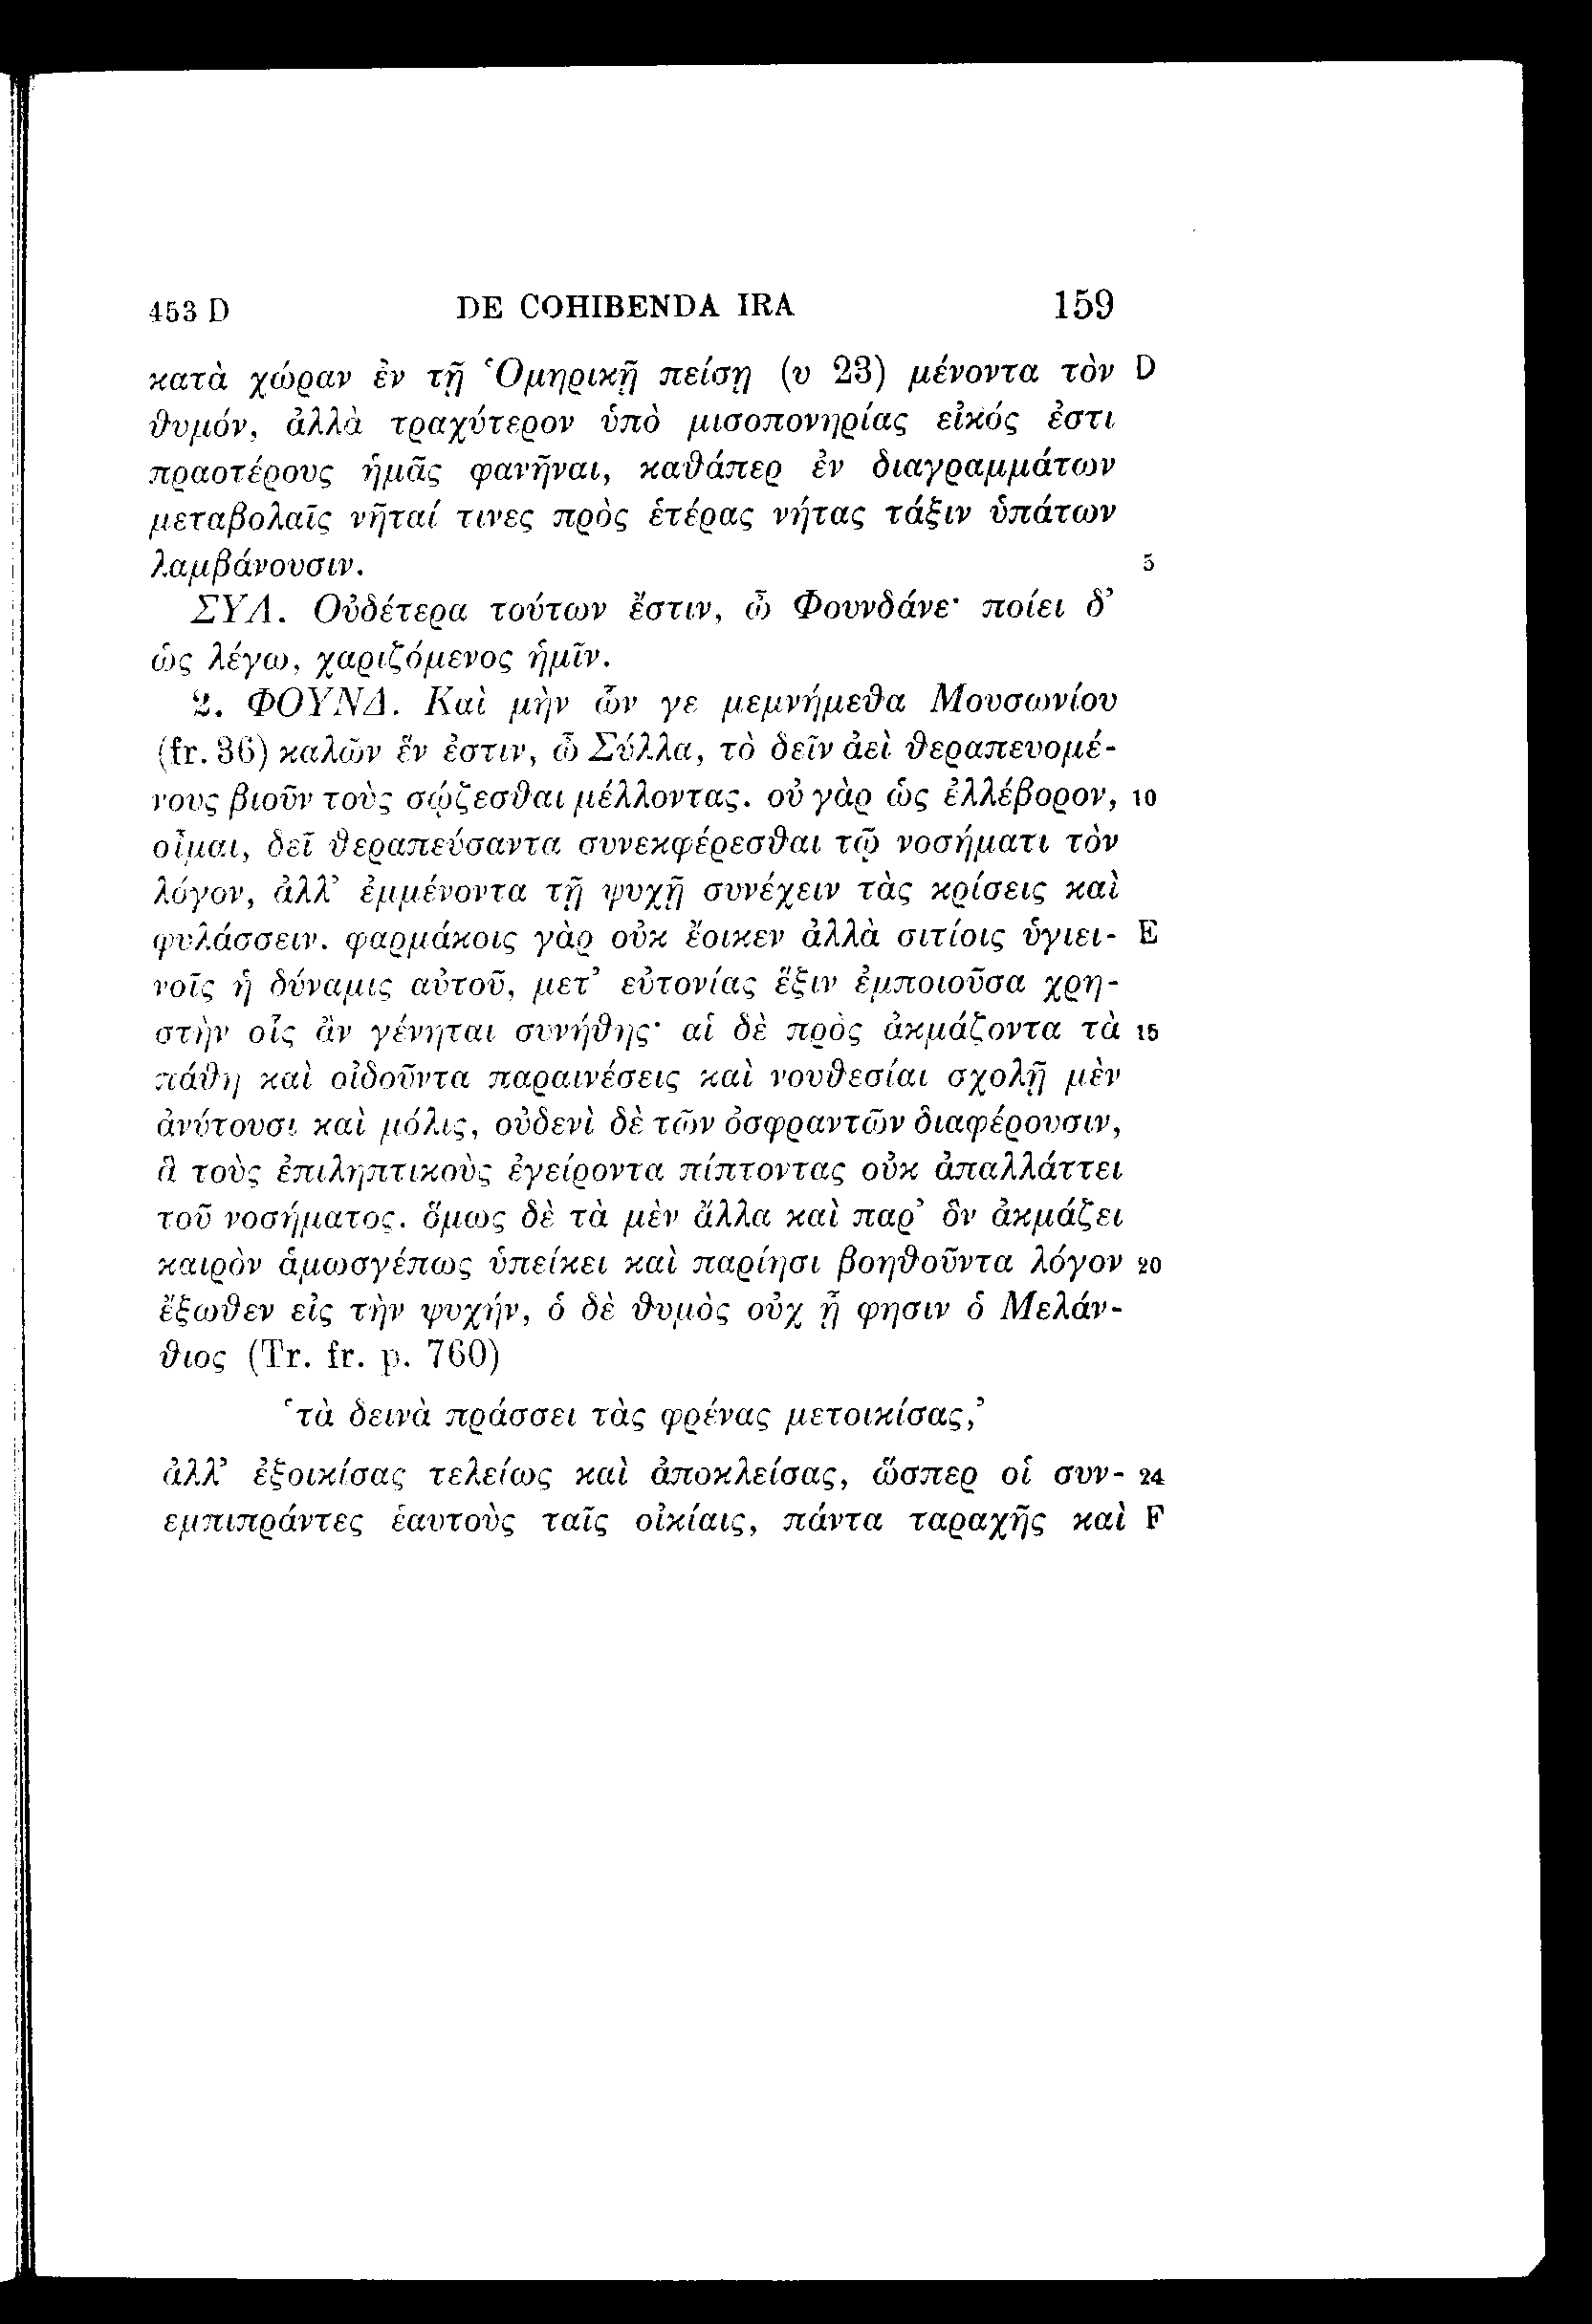 453 D DE COHIBENDA IRA 159
κατὰ χώραν ἐν τῇ Ὁμηρικῇ πείσῃ (υ 23) μένοντα τὸν D
θυμόν, ἀλλὰ τραχύτερον ὑπὸ μισοπονηρίας εἰκός ἐστι
πραοτέρους ἡμᾶς φανῆναι, καθάπερ ἐν διαγραμμάτων
μεταβολαῖς νῆταί τινες πρὸς ἑτέρας νήτας τάξιν ὑπάτων
λαμβάνουσιν. 5
ΣΥΛ. Οὐδέτερα τούτων ἔστιν, ὦ Φουνδάνε· ποίει δ’
ὡς λέγω, χαριζόμενος ἡμῖν.
2. ΦΟΥΝΔ. Καὶ μὴν ὧν γε μεμνήμεθα Μουσωνίου
(fr. 36) καλῶν ἕν ἐστιν, ὦ Σύλλα, τὸ δεῖν ἀεὶ θεραπευομέ-
νους βιοῦν τοὺς σῴζεσθαι μέλλοντας. οὐ γὰρ ὡς ἐλλέβορον, 10
οἶμαι, δεῖ θεραπεύσαντα συνεκφέρεσθαι τῷ νοσήματι τὸν
λόγον, ἀλλ’ ἐμμένοντα τῇ ψυχῇ συνέχειν τὰς κρίσεις καὶ
φυλάσσειν. φαρμάκοις γὰρ οὐκ ἔοικεν ἀλλὰ σιτίοις ὑγιει- E
νοῖς ἡ δύναμις αὐτοῦ, μετ’ εὐτονίας ἕξιν ἐμποιοῦσα χρη-
στὴν οἷς ἂν γένηται συνήθης· αἱ δὲ πρὸς ἀκμάζοντα τὰ 15
πάθη καὶ οἰδοῦντα παραινέσεις καὶ νουθεσίαι σχολῇ μὲν
ἀνύτουσι καὶ μόλις, οὐδενὶ δὲ τῶν ὀσφραντῶν διαφέρουσιν,
ἃ τοὺς ἐπιληπτικοὺς ἐγείροντα πίπτοντας οὐκ ἀπαλλάττει
τοῦ νοσήματος. ὅμως δὲ τὰ μὲν ἄλλα καὶ παρ’ ὃν ἀκμάζει
καιρὸν ἁμωσγέπως ὑπείκει καὶ παρίησι βοηθοῦντα λόγον 20
ἔξωθεν εἰς τὴν ψυχήν, ὁ δὲ θυμὸς οὐχ ᾗ φησιν ὁ Μελάν-
θιος (Tr. fr. p. 760)
‘τὰ δεινὰ πράσσει τὰς φρένας μετοικίσας,’
ἀλλ’ ἐξοικίσας τελείως καὶ ἀποκλείσας, ὥσπερ οἱ συν- 24
εμπιπράντες ἑαυτοὺς ταῖς οἰκίαις, πάντα ταραχῆς καὶ F